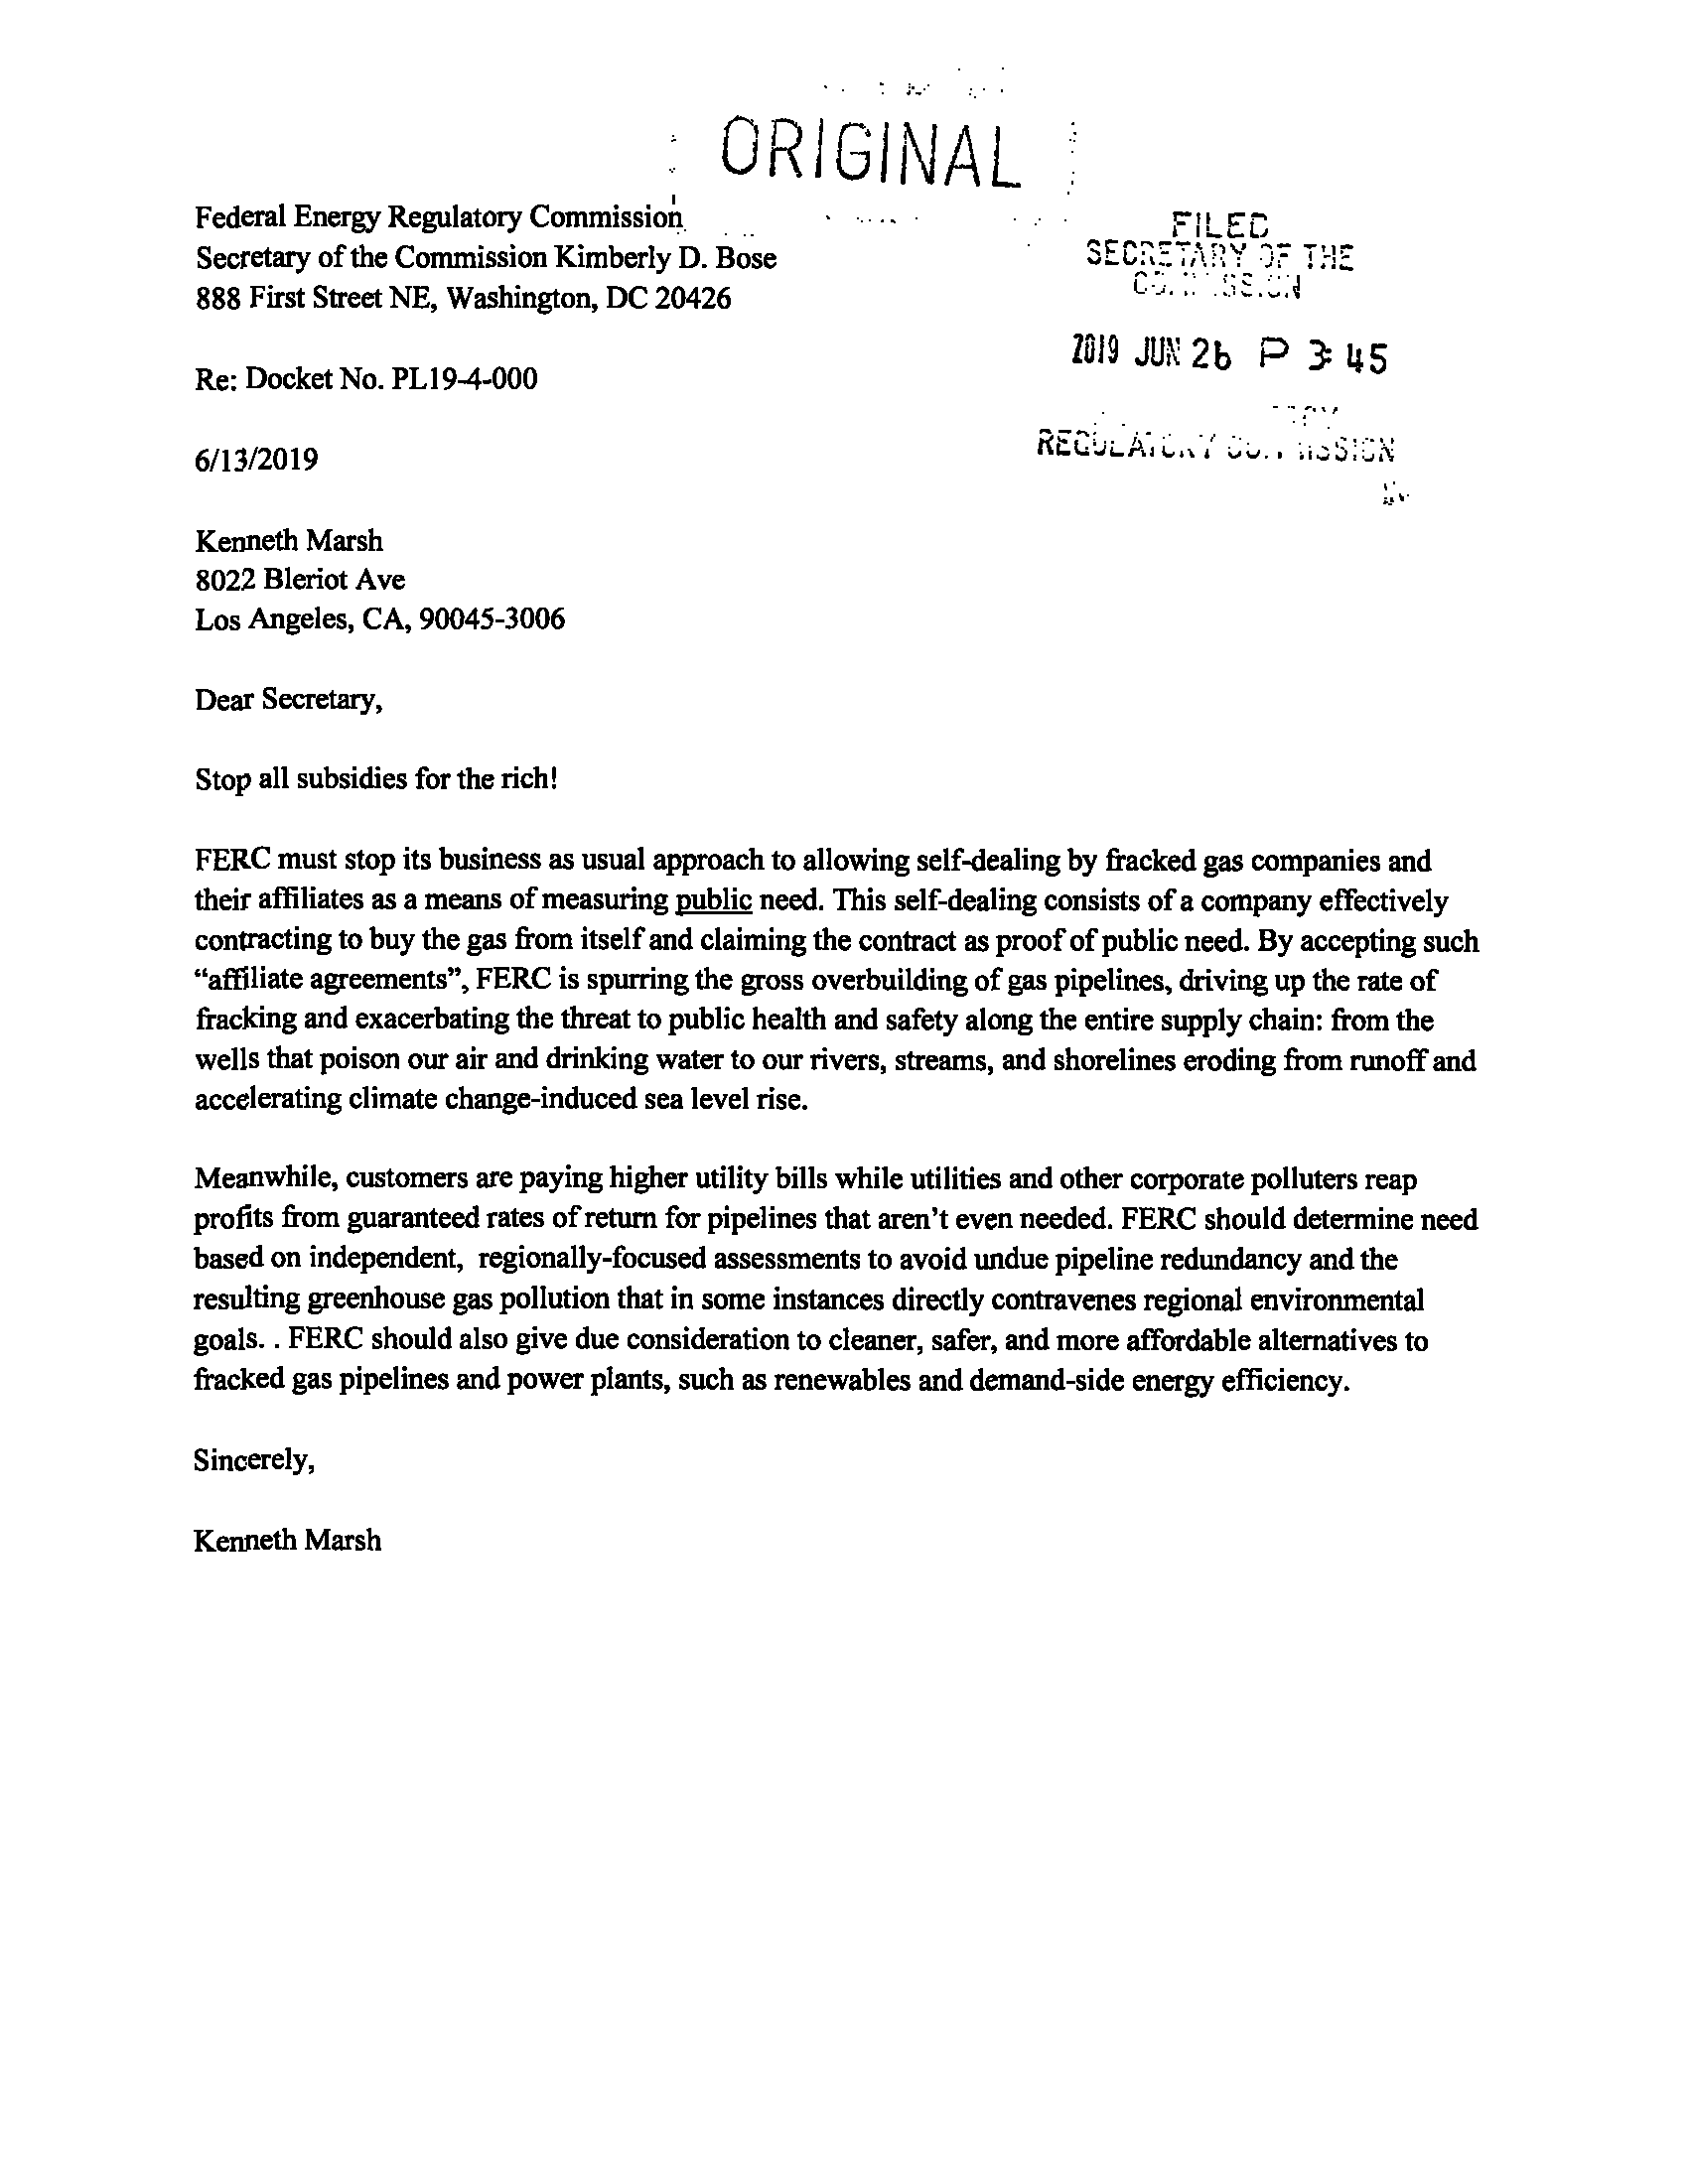 ORIGINAL
Federal Energy Regulatory Commission
Secretary of the Commission Kimberly D. Bose
888 First Street NE, Washington, DC 20426
FILED
SECRETARY OF THE
COMMISSION
2019 JUN 26 P 3:45
REGULATORY COMMISSION
Re: Docket No. PL19-4-000
6/13/2019
Kenneth Marsh
8022 Bleriot Ave
Los Angeles, CA, 90045-3006
Dear Secretary,
Stop all subsidies for the rich!
FERC must stop its business as usual approach to allowing self-dealing by fracked gas companies and
their affiliates as a means of measuring public need. This self-dealing consists of a company effectively
contracting to buy the gas from itself and claiming the contract as proof of public need. By accepting such
“affiliate agreements”, FERC is spurring the gross overbuilding of gas pipelines, driving up the rate of
fracking and exacerbating the threat to public health and safety along the entire supply chain: from the
wells that poison our air and drinking water to our rivers, streams, and shorelines eroding from runoff and
accelerating climate change-induced sea level rise.
Meanwhile, customers are paying higher utility bills while utilities and other corporate polluters reap
profits from guaranteed rates of return for pipelines that aren’t even needed. FERC should determine need
based on independent,  regionally-focused assessments to avoid undue pipeline redundancy and the
resulting greenhouse gas pollution that in some instances directly contravenes regional environmental
goals. . FERC should also give due consideration to cleaner, safer, and more affordable alternatives to
fracked gas pipelines and power plants, such as renewables and demand-side energy efficiency.
Sincerely,
Kenneth Marsh